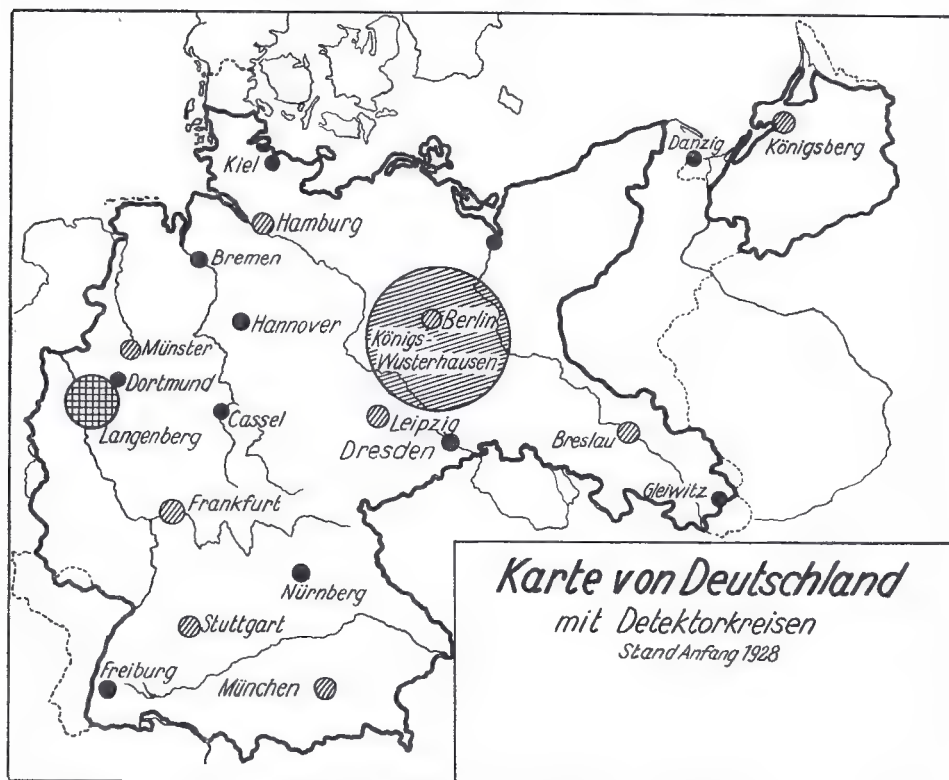 Danzig
Königsberg
Kiel
Hamburg
Bremen
Hannover
Berlin
Königs-
Wusterhausen
Münster
Dortmund
Langenberg
Cassel
Leipzig
Dresden
Breslau
Gleiwitz
Frankfurt
Nürnberg
Stuttgart
Freiburg
München
Karte von Deutschland
mit Detektorkreisen
Stand Anfang 1928